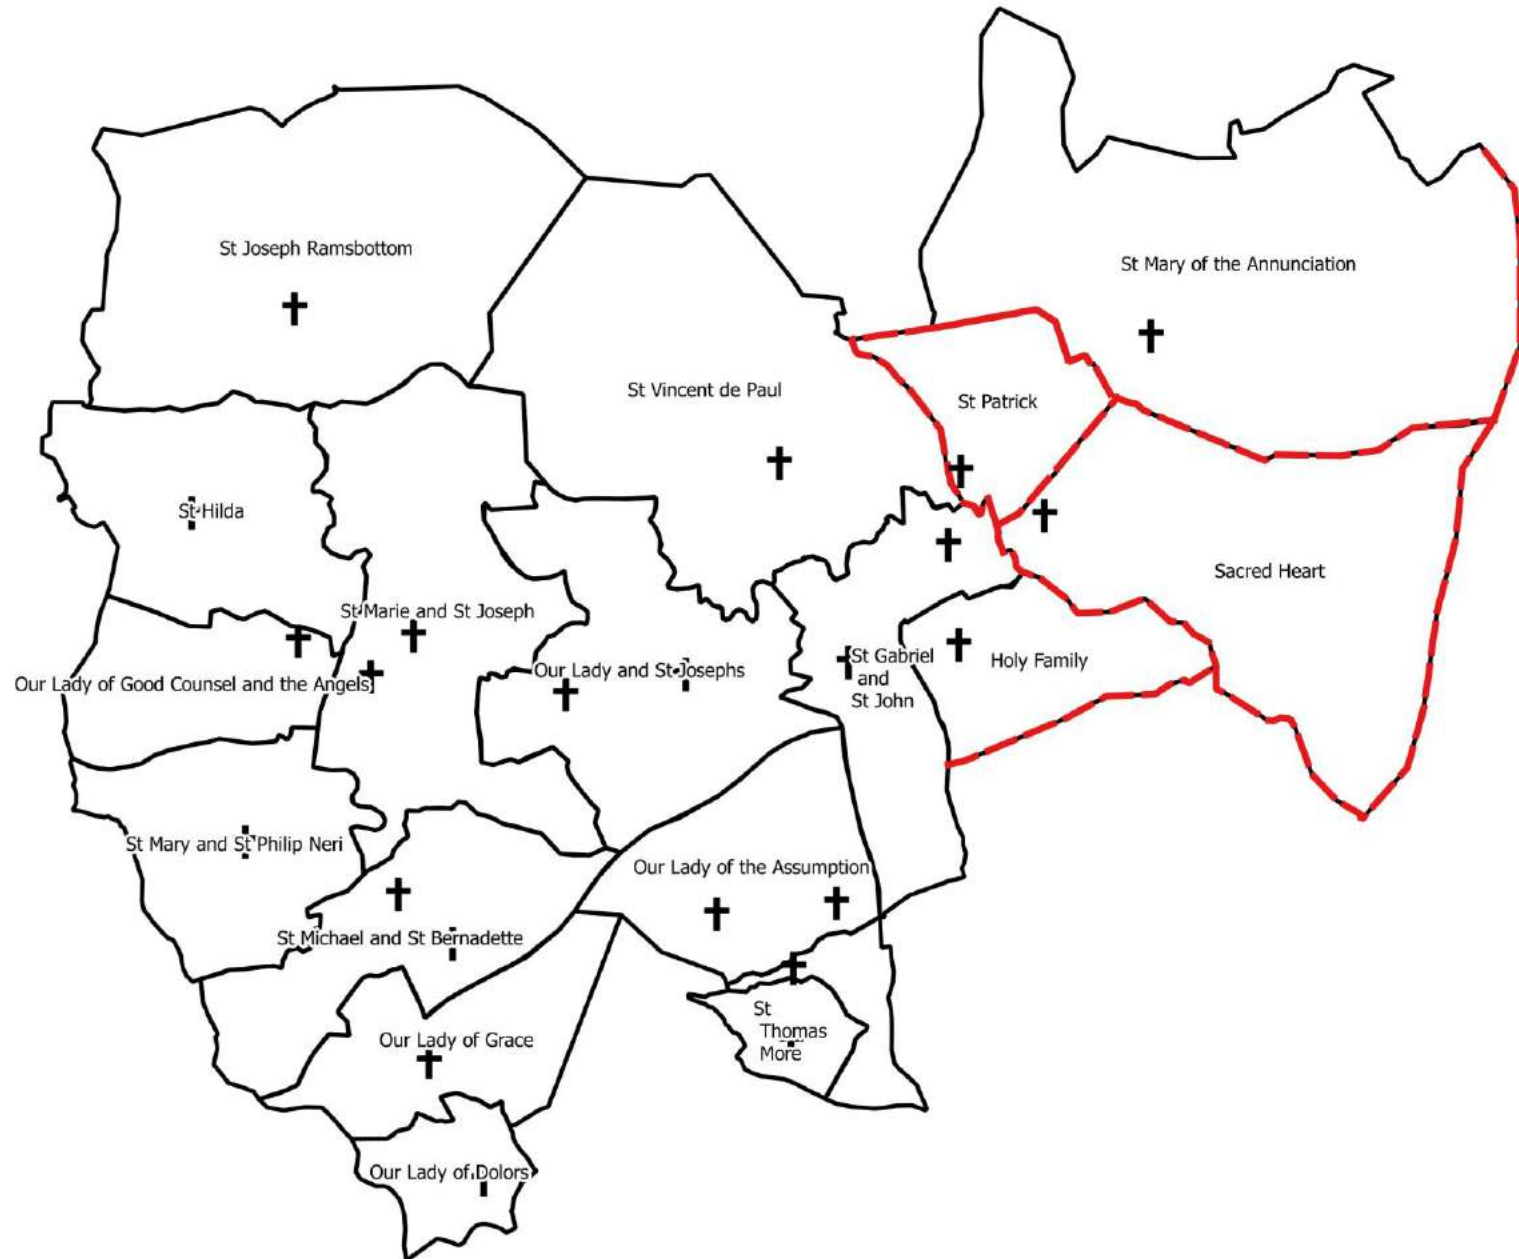 St Joseph Ramsbottom
St Mary of the Annunciation
St Vincent de Paul
St Patrick
St Hilda
Sacred Heart
St Marie and St Joseph
Our Lady and St Josephs
St Gabriel
and
St John
Holy Family
Our Lady of Good Counsel and the Angels
St Mary and St Philip Neri
Our Lady of the Assumption
St Michael and St Bernadette
St
Thomas
More
Our Lady of Grace
Our Lady of Dolors